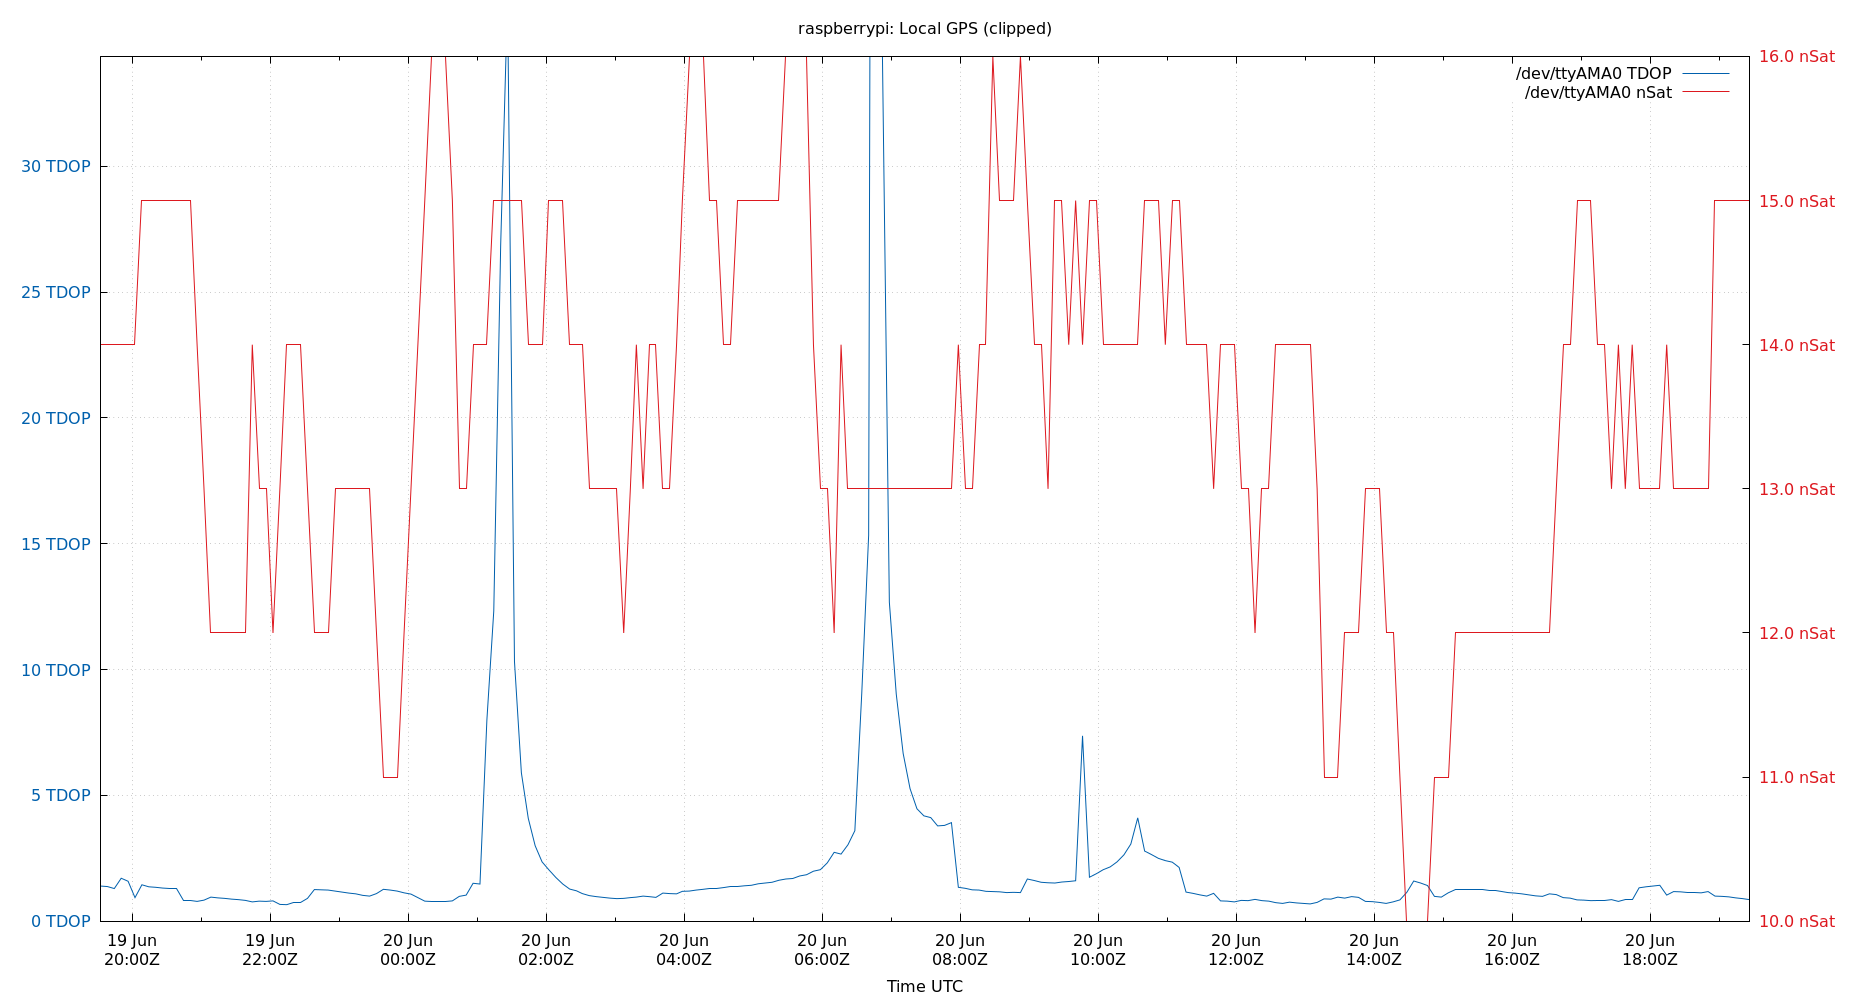 raspberrypi: Local GPS (clipped)
/dev/ttyAMA0 TDOP
/dev/ttyAMA0 nSat
30 TDOP
25 TDOP
20 TDOP
15 TDOP
10 TDOP
5 TDOP
0 TDOP
16.0 nSat
15.0 nSat
14.0 nSat
13.0 nSat
12.0 nSat
11.0 nSat
10.0 nSat
19 Jun 20:00Z
19 Jun 22:00Z
20 Jun 00:00Z
20 Jun 02:00Z
20 Jun 04:00Z
20 Jun 06:00Z
20 Jun 08:00Z
20 Jun 10:00Z
20 Jun 12:00Z
20 Jun 14:00Z
20 Jun 16:00Z
20 Jun 18:00Z
Time UTC